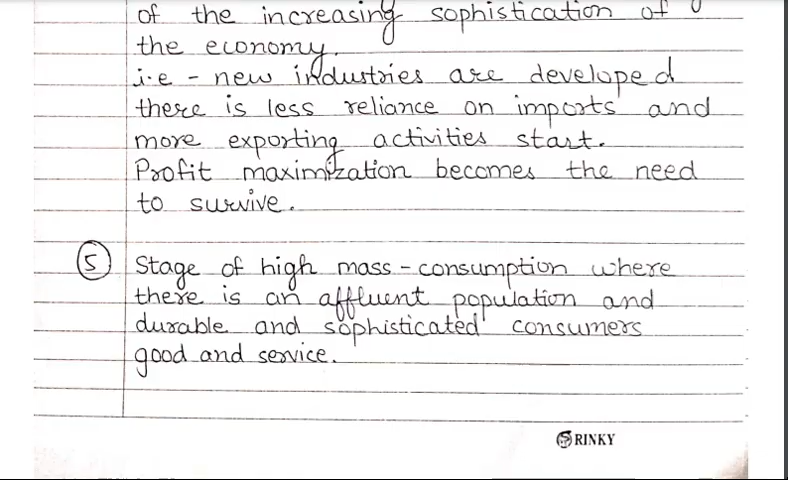 of the increasing sophistication of
the economy.
i.e - new industries are developed
there is less reliance on imports and
more exporting activities start.
Profit maximization becomes the need
to survive.
5 Stage of high mass - consumption where
there is an affluent population and
durable and sophisticated consumers
good and service.
RINKY